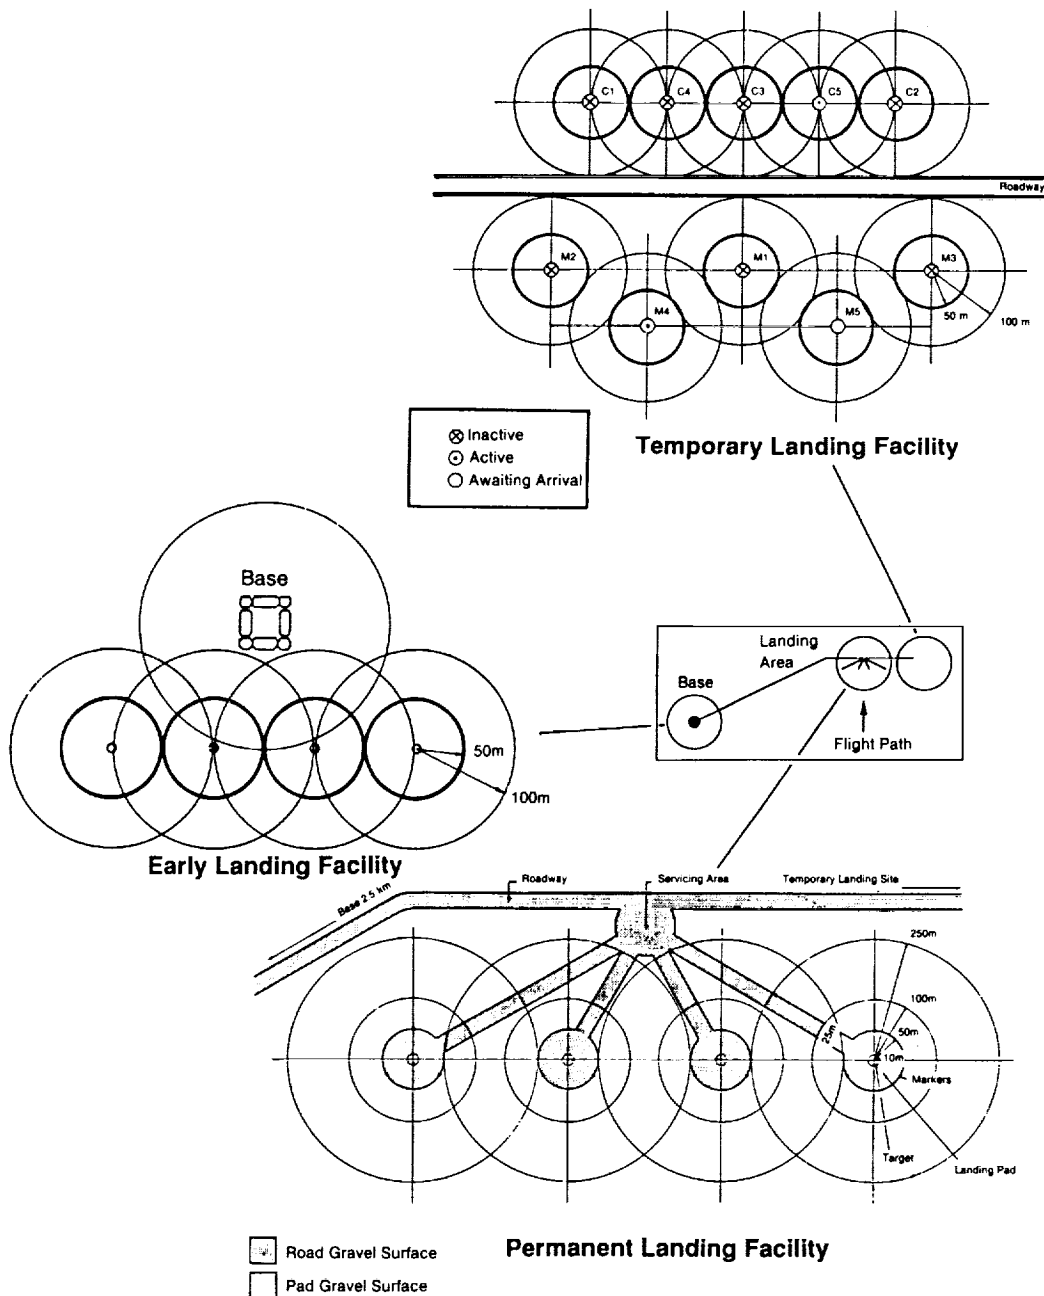 C1
C4
C3
C5
C2
Roadway
M2
M1
M3
50 m
100 m
M4
M5
Inactive
Active
Awaiting Arrival
Temporary Landing Facility
Base
50m
100m
Early Landing Facility
Landing
Area
Base
Flight Path
Base 2.5 km
Roadway
Servicing Area
Temporary Landing Site
250m
100m
50m
25m
10m
Markers
Target
Landing Pad
Road Gravel Surface
Pad Gravel Surface
Permanent Landing Facility